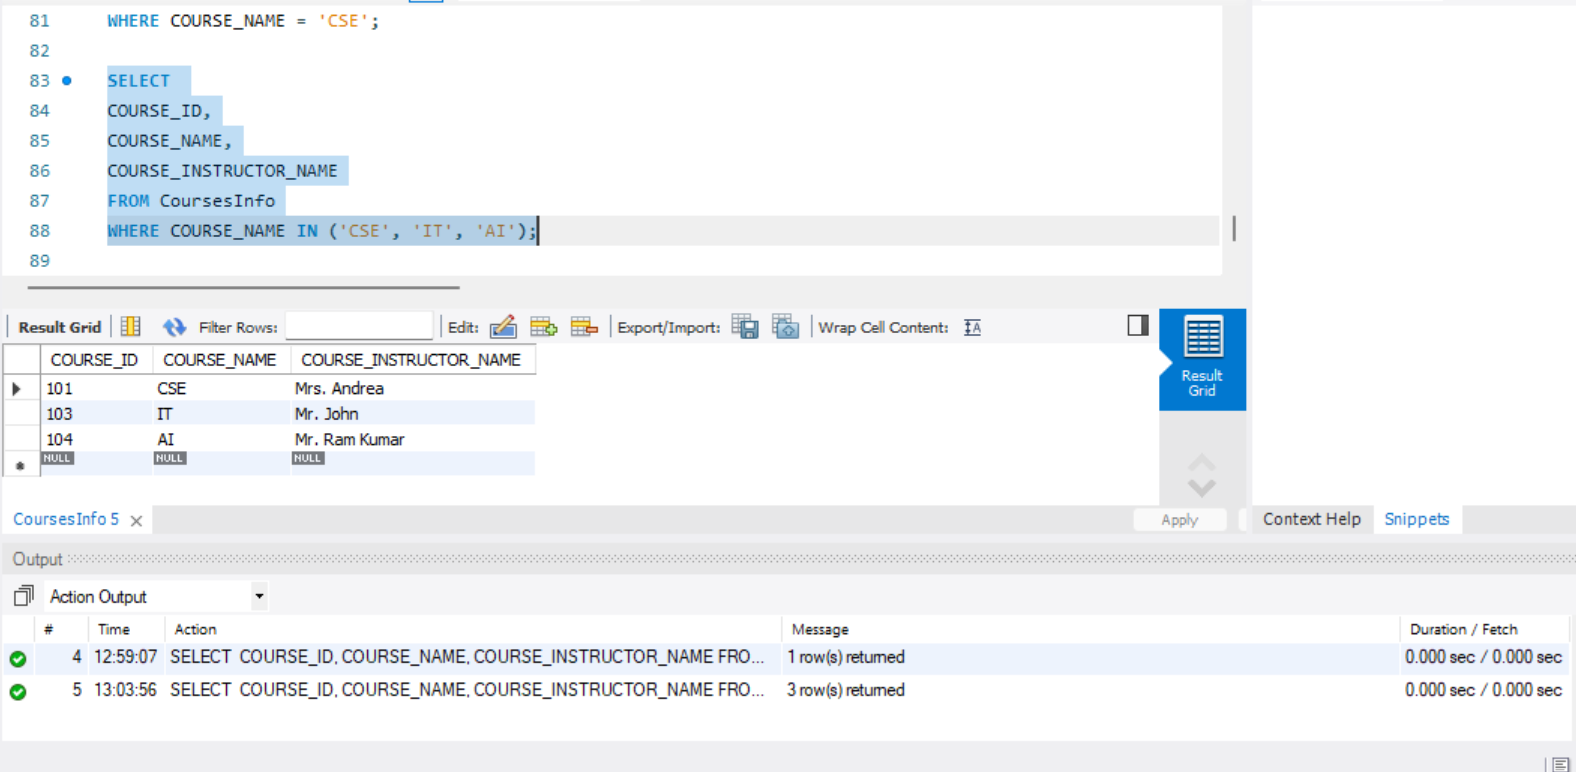 81 WHERE COURSE_NAME = 'CSE';
82
83 SELECT
84 COURSE_ID,
85 COURSE_NAME,
86 COURSE_INSTRUCTOR_NAME
87 FROM CoursesInfo
88 WHERE COURSE_NAME IN ('CSE', 'IT', 'AI');
89
Result Grid Filter Rows: Edit: Export/Import: Wrap Cell Content:
COURSE_ID COURSE_NAME COURSE_INSTRUCTOR_NAME
101 CSE Mrs. Andrea
103 IT Mr. John
104 AI Mr. Ram Kumar
NULL NULL NULL
Result
Grid
CoursesInfo 5 Apply
Context Help Snippets
Output
Action Output
# Time Action Message Duration / Fetch
4 12:59:07 SELECT COURSE_ID, COURSE_NAME, COURSE_INSTRUCTOR_NAME FRO... 1 row(s) returned 0.000 sec / 0.000 sec
5 13:03:56 SELECT COURSE_ID, COURSE_NAME, COURSE_INSTRUCTOR_NAME FRO... 3 row(s) returned 0.000 sec / 0.000 sec